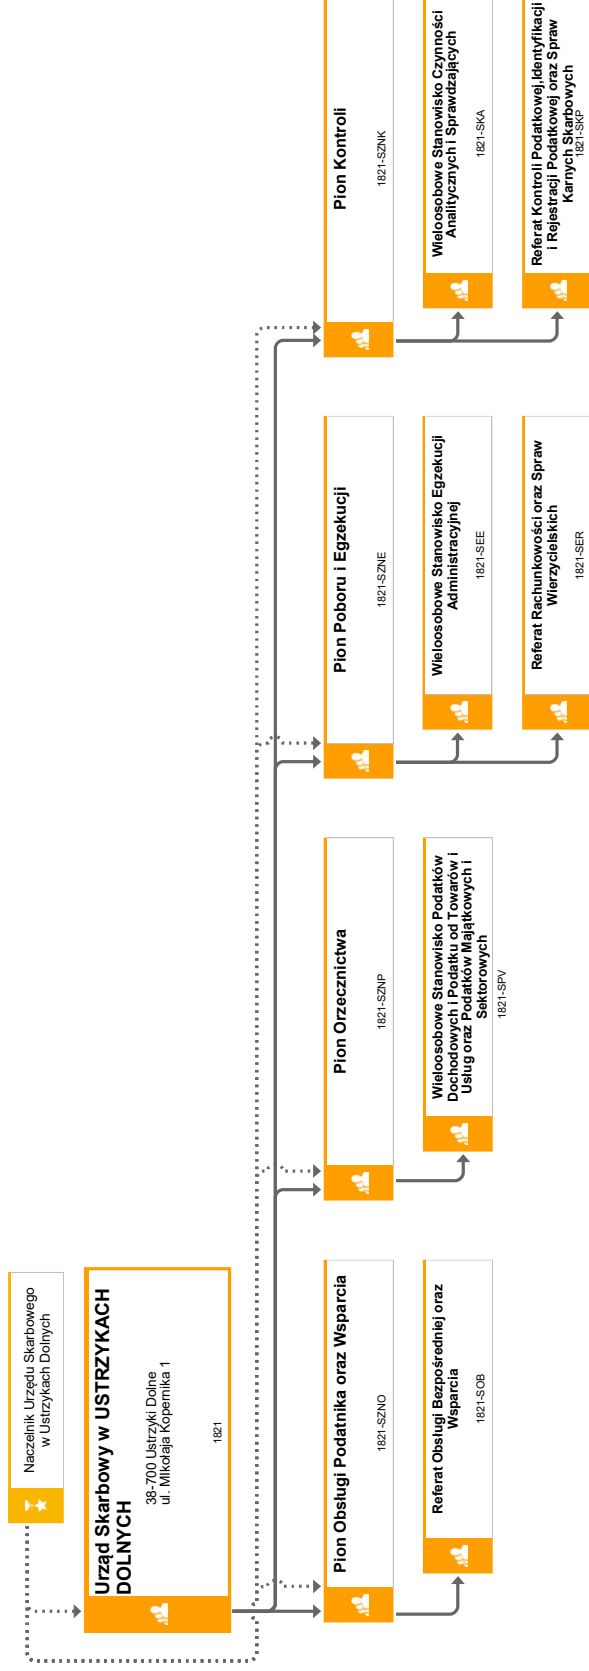 Naczelnik Urzędu Skarbowego
w Ustrzykach Dolnych
Urząd Skarbowy w USTRZYKACH
DOLNYCH
38-700 Ustrzyki Dolne
ul. Mikołaja Kopernika 1
1821
Pion Obsługi Podatnika oraz Wsparcia
1821-SZNO
Referat Obsługi Bezpośredniej oraz
Wsparcia
1821-SOB
Pion Orzecznictwa
1821-SZNP
Wieloosobowe Stanowisko Podatków
Dochodowych i Podatku od Towarów i
Usług oraz Podatków Majątkowych i
Sektorowych
1821-SPV
Pion Poboru i Egzekucji
1821-SZNE
Wieloosobowe Stanowisko Egzekucji
Administracyjnej
1821-SEE
Referat Rachunkowości oraz Spraw
Wierzycielskich
1821-SER
Pion Kontroli
1821-SZNK
Wieloosobowe Stanowisko Czynności
Analitycznych i Sprawdzających
1821-SKA
Referat Kontroli Podatkowej,Identyfikacji
i Rejestracji Podatkowej oraz Spraw
Karnych Skarbowych
1821-SKP